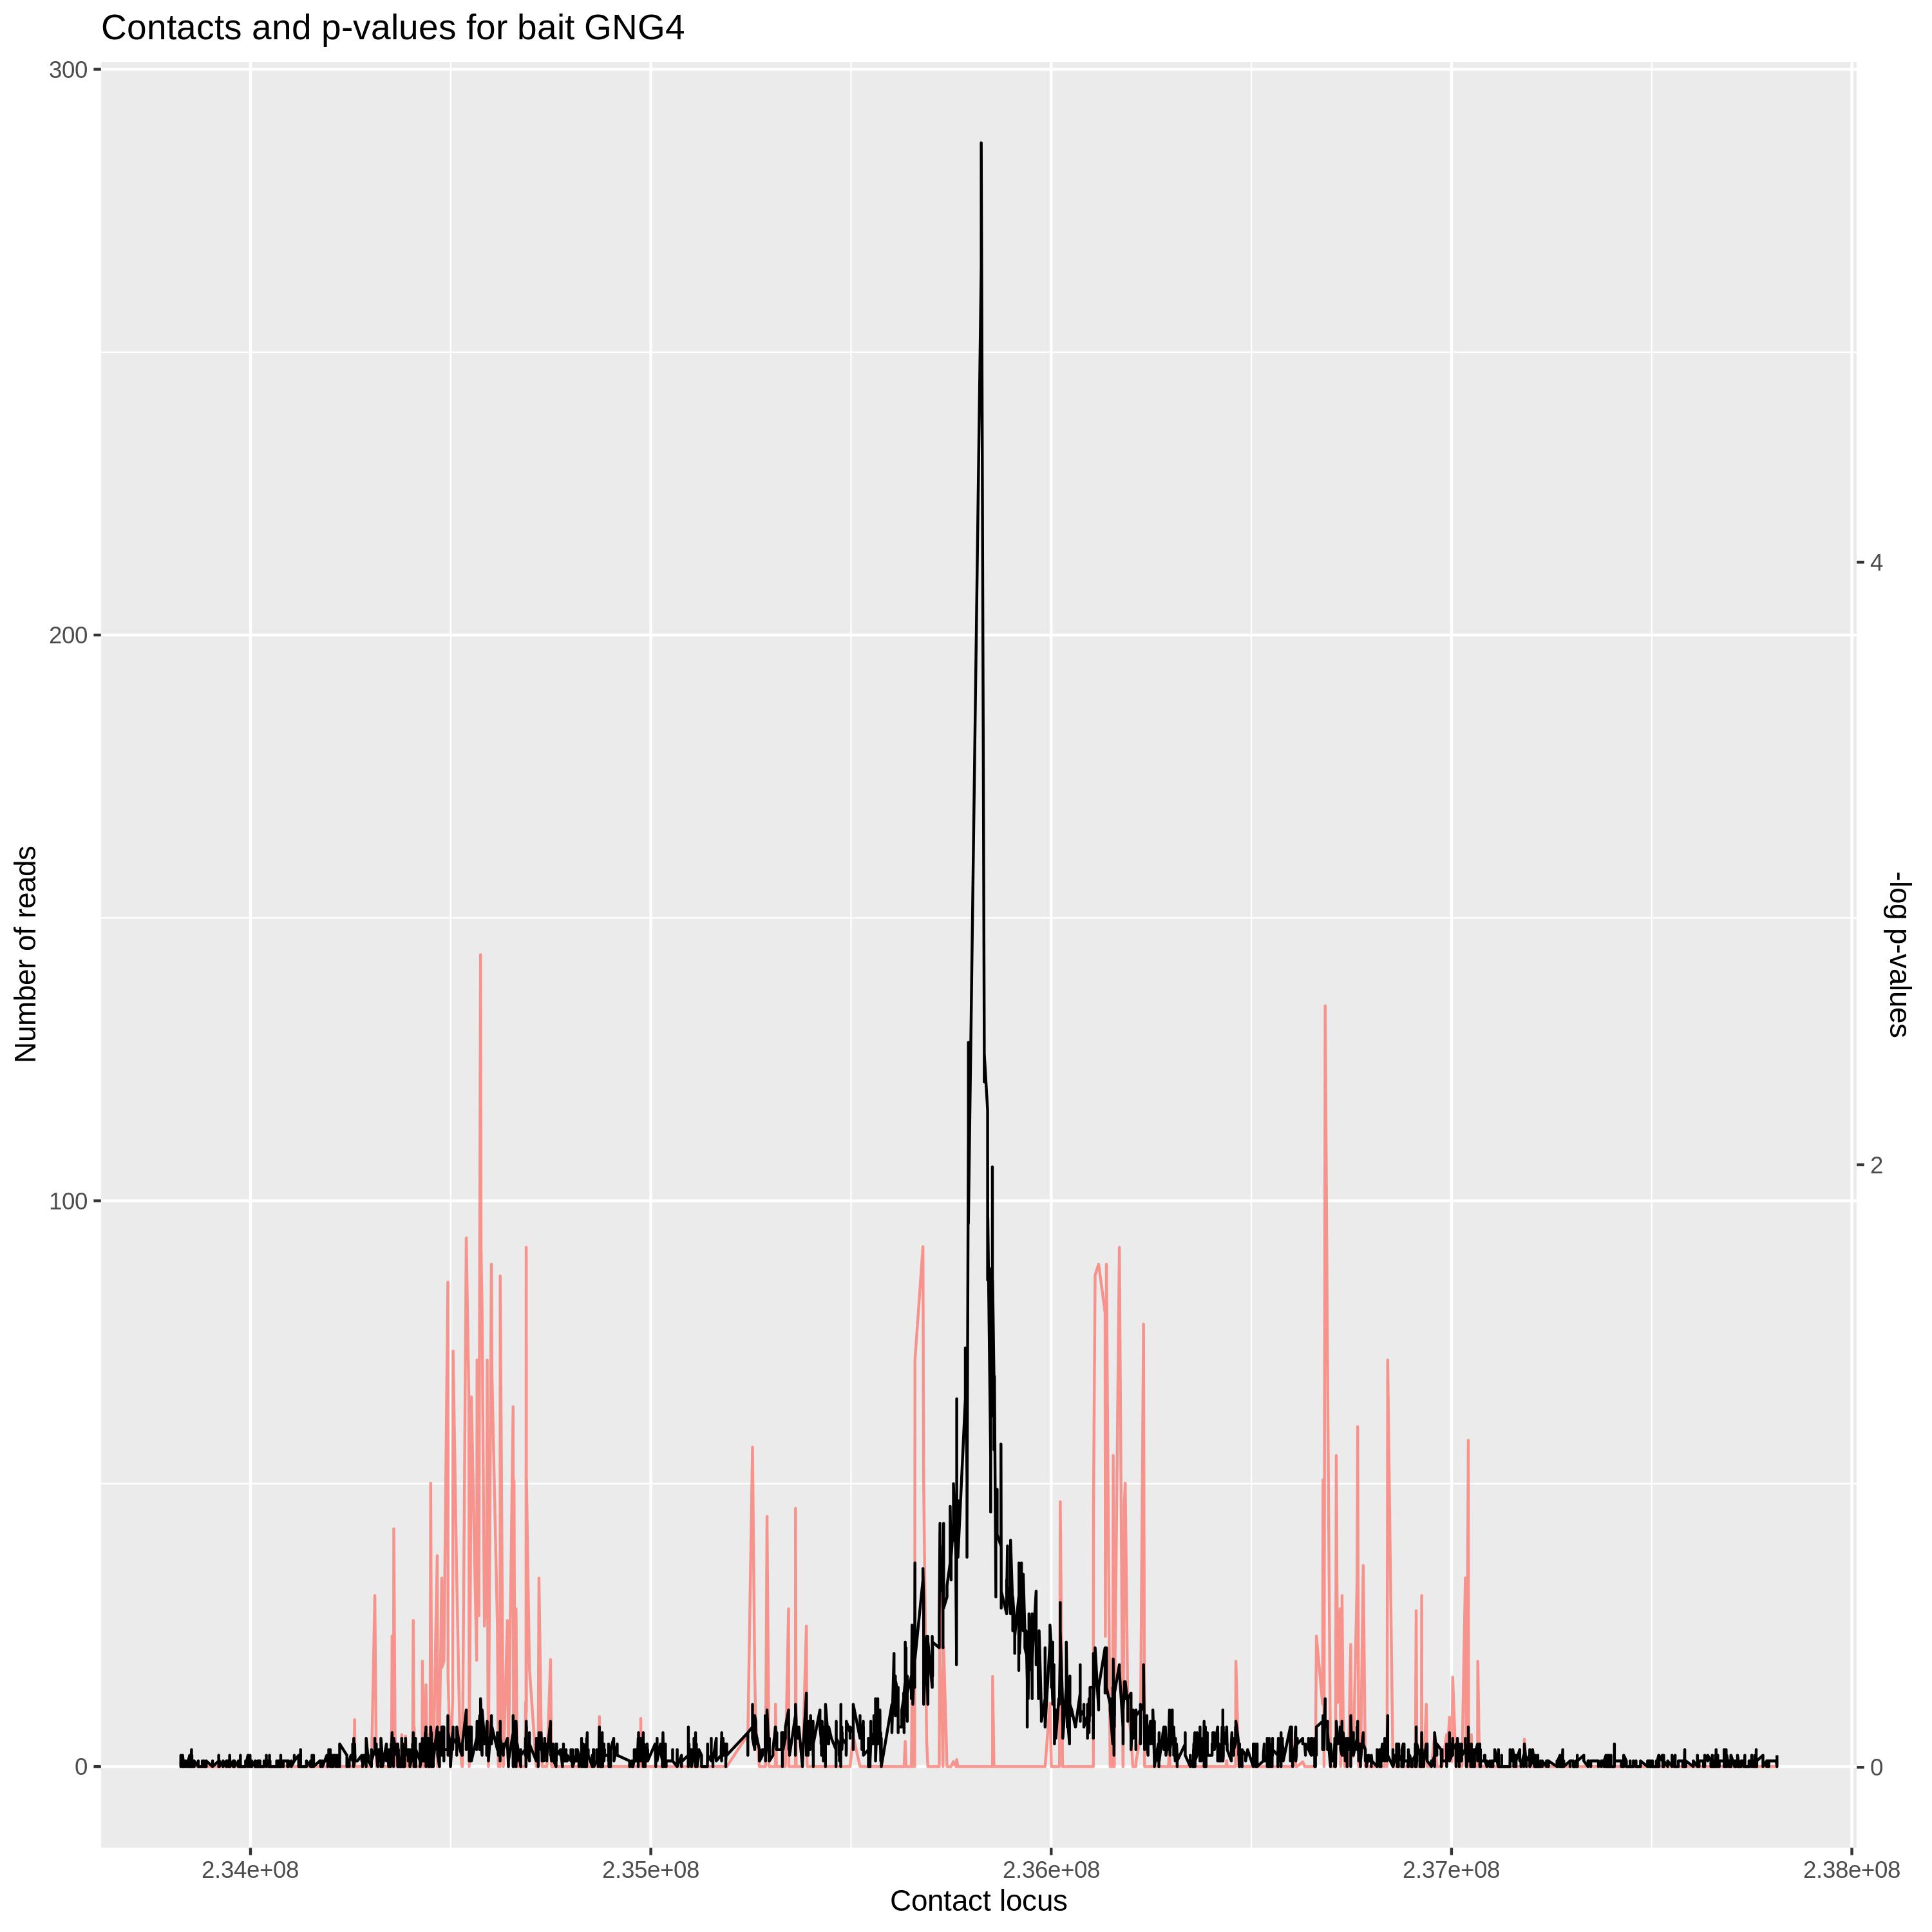 Contacts and p-values for bait GNG4
300
200
100
0
4
2
0
Number of reads
-log p-values
2.34e+08 2.35e+08 2.36e+08 2.37e+08 2.38e+08
Contact locus